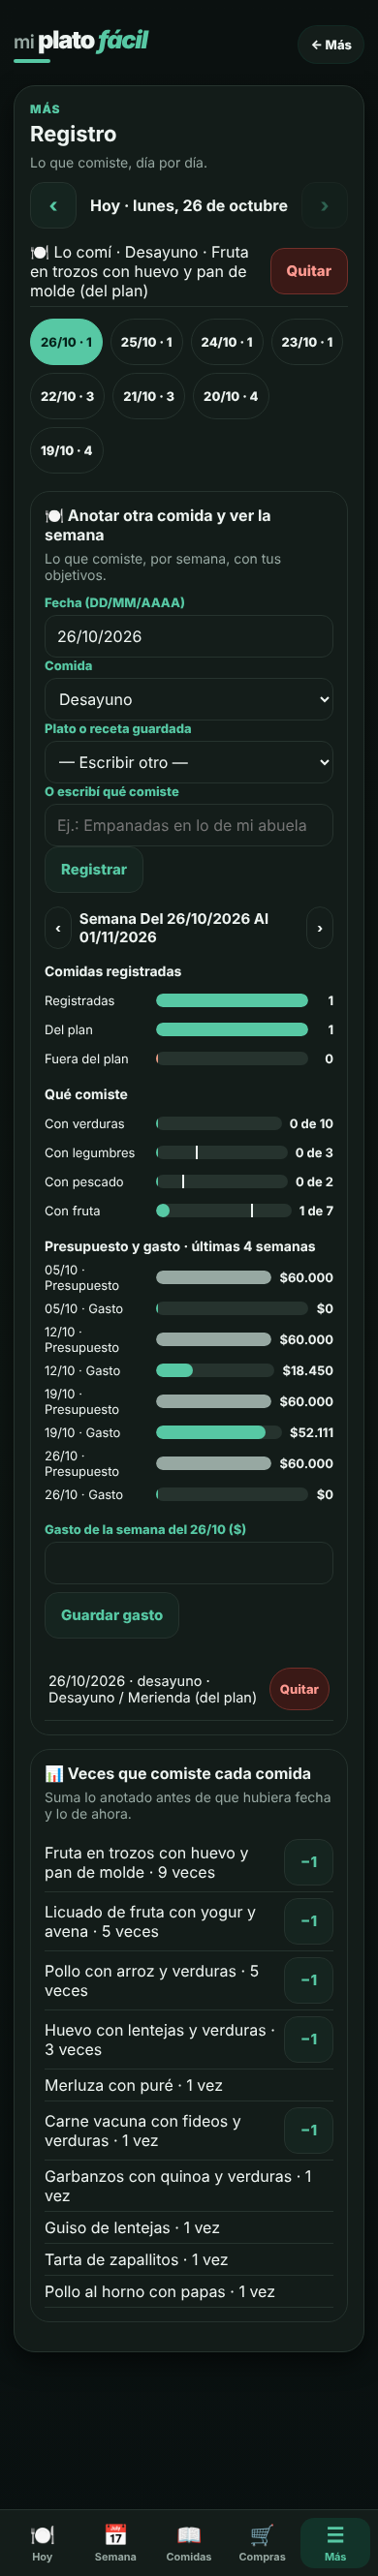 mi plato fácil
← Más
MÁS
Registro
Lo que comiste, día por día.
‹ Hoy · lunes, 26 de octubre ›
🍽️ Lo comí · Desayuno · Fruta
en trozos con huevo y pan de
molde (del plan)
Quitar
26/10 · 1 25/10 · 1 24/10 · 1 23/10 · 1
22/10 · 3 21/10 · 3 20/10 · 4
19/10 · 4
🍽️ Anotar otra comida y ver la
semana
Lo que comiste, por semana, con tus
objetivos.
Fecha (DD/MM/AAAA)
26/10/2026
Comida
Desayuno
Plato o receta guardada
— Escribir otro —
O escribí qué comiste
Ej.: Empanadas en lo de mi abuela
Registrar
‹ Semana Del 26/10/2026 Al
01/11/2026 ›
Comidas registradas
Registradas 1
Del plan 1
Fuera del plan 0
Qué comiste
Con verduras 0 de 10
Con legumbres 0 de 3
Con pescado 0 de 2
Con fruta 1 de 7
Presupuesto y gasto · últimas 4 semanas
05/10 ·
Presupuesto $60.000
05/10 · Gasto $0
12/10 ·
Presupuesto $60.000
12/10 · Gasto $18.450
19/10 ·
Presupuesto $60.000
19/10 · Gasto $52.111
26/10 ·
Presupuesto $60.000
26/10 · Gasto $0
Gasto de la semana del 26/10 ($)
Guardar gasto
26/10/2026 · desayuno ·
Desayuno / Merienda (del plan)
Quitar
📊 Veces que comiste cada comida
Suma lo anotado antes de que hubiera fecha
y lo de ahora.
Fruta en trozos con huevo y
pan de molde · 9 veces
−1
Licuado de fruta con yogur y
avena · 5 veces
−1
Pollo con arroz y verduras · 5
veces
−1
Huevo con lentejas y verduras ·
3 veces
−1
Merluza con puré · 1 vez
Carne vacuna con fideos y
verduras · 1 vez
−1
Garbanzos con quinoa y verduras · 1
vez
Guiso de lentejas · 1 vez
Tarta de zapallitos · 1 vez
Pollo al horno con papas · 1 vez
Hoy Semana Comidas Compras Más